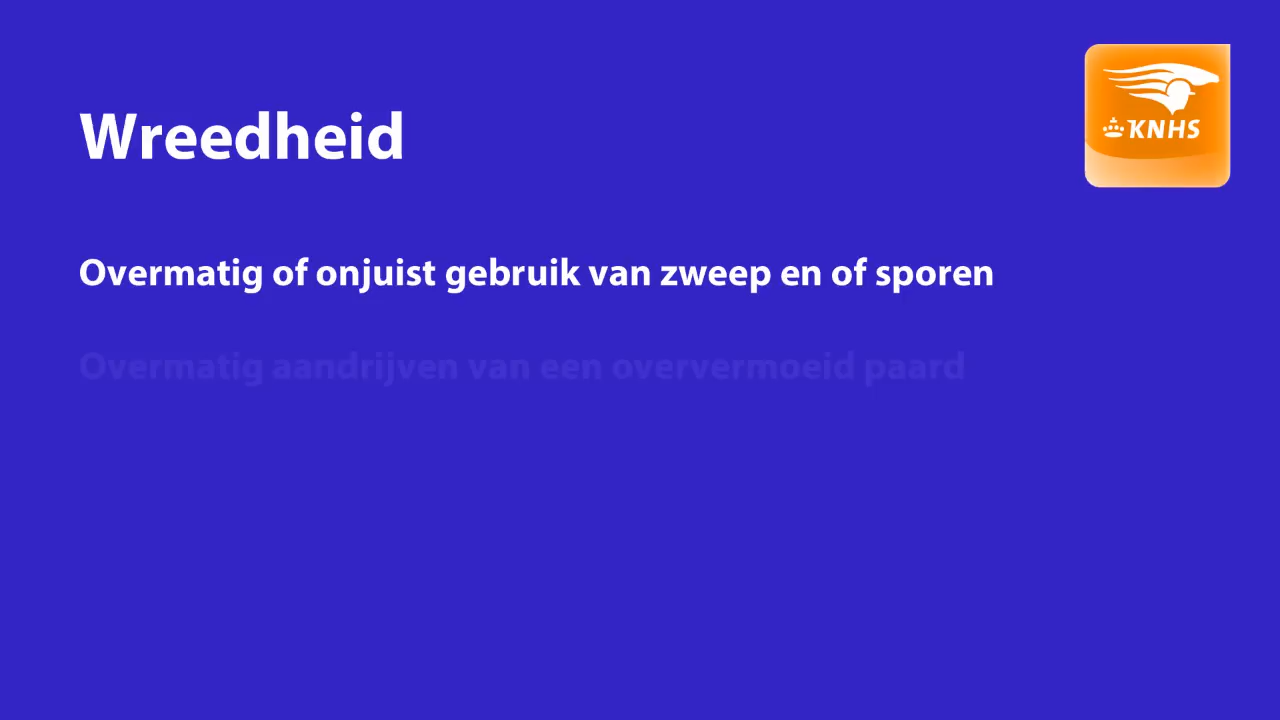 Wreedheid
KNHS
Overmatig of onjuist gebruik van zweep en of sporen
Overmatig aandrijven van een oververmoeid paard